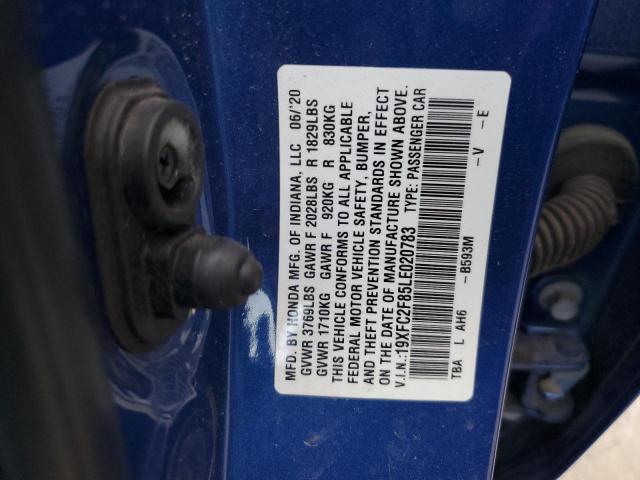 MFD. BY HONDA MFG. OF INDIANA, LLC 06/'20
GVWR 3769LBS GAWR F 2028LBS R 1829LBS
GVWR 1710KG GAWR F 920KG R 830KG
THIS VEHICLE CONFORMS TO ALL APPLICABLE
FEDERAL MOTOR VEHICLE SAFETY, BUMPER,
AND THEFT PREVENTION STANDARDS IN EFFECT
ON THE DATE OF MANUFACTURE SHOWN ABOVE.
V.I.N.:19XFC2F85LE020783 TYPE: PASSENGER CAR
TBA L AH6 -B593M -V -E